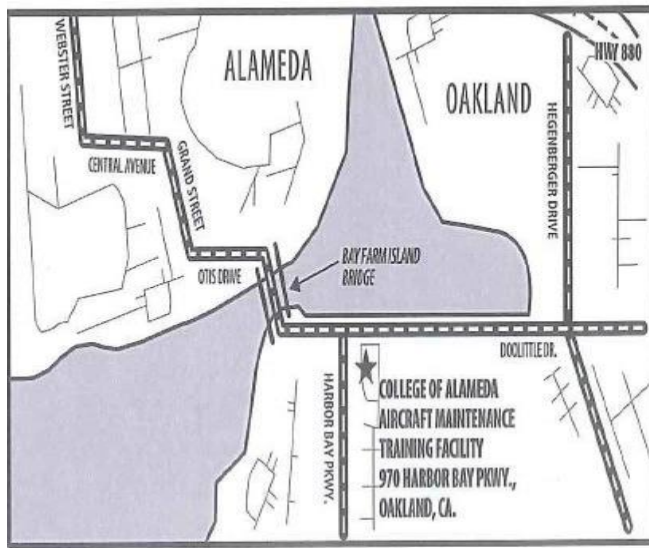 WEBSTER STREET
ALAMEDA
OAKLAND
HWY 880
HEGENBERGER DRIVE
CENTRAL AVENUE
GRAND STREET
OTIS DRIVE
BAY FARM ISLAND
BRIDGE
DOOLITTLE DR.
HARBOR BAY PKWY.
COLLEGE OF ALAMEDA
AIRCRAFT MAINTENANCE
TRAINING FACILITY
970 HARBOR BAY PKWY.,
OAKLAND, CA.